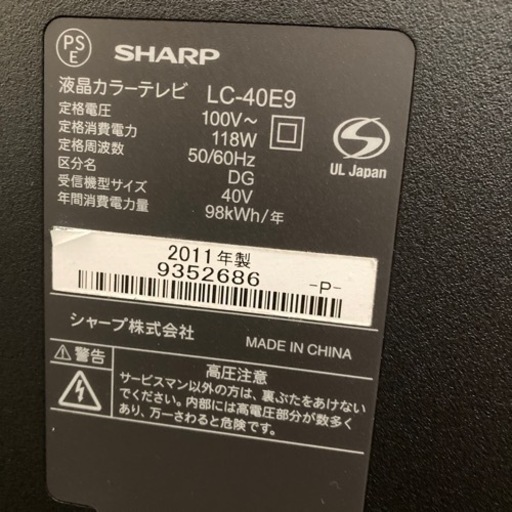 PS
E
SHARP
液晶カラーテレビ LC-40E9
定格電圧 100V～
定格消費電力 118W
定格周波数 50/60Hz
区分名 DG
受信機型サイズ 40V
年間消費電力量 98kWh/年
S
UL Japan
2011年製
9352686 -P-
シャープ株式会社 MADE IN CHINA
警告
高圧注意
サービスマン以外の方は、裏ぶたをあけない
でください。内部には高電圧部分が数多く
あり、万一さわると危険です。